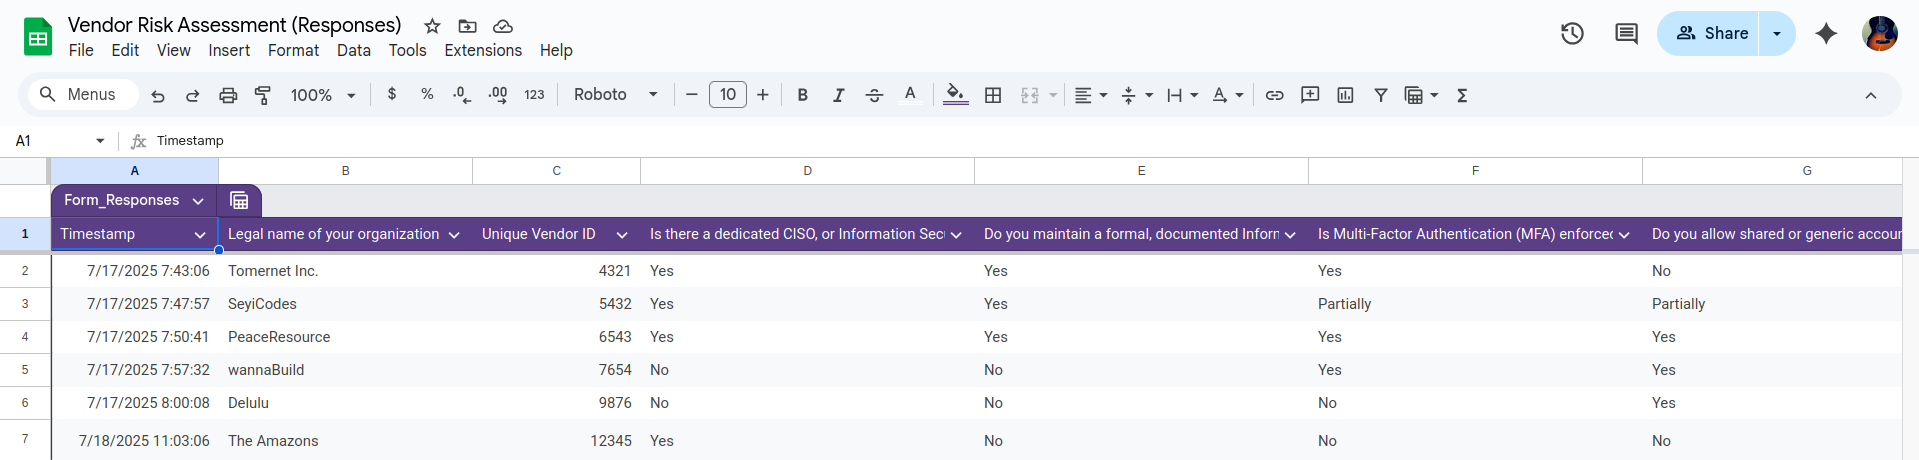 Vendor Risk Assessment (Responses)
File Edit View Insert Format Data Tools Extensions Help
Share
Menus 100% $ % .0 .00 123 Roboto 10 B I S A
A1 fx Timestamp
A B C D E F G
Form_Responses
1 Timestamp Legal name of your organization Unique Vendor ID Is there a dedicated CISO, or Information Secu Do you maintain a formal, documented Inforn Is Multi-Factor Authentication (MFA) enforced Do you allow shared or generic accour
2 7/17/2025 7:43:06 Tomernet Inc. 4321 Yes Yes Yes No
3 7/17/2025 7:47:57 SeyiCodes 5432 Yes Yes Partially Partially
4 7/17/2025 7:50:41 PeaceResource 6543 Yes Yes Yes Yes
5 7/17/2025 7:57:32 wannaBuild 7654 No No Yes Yes
6 7/17/2025 8:00:08 Delulu 9876 No No No Yes
7 7/18/2025 11:03:06 The Amazons 12345 Yes No No No